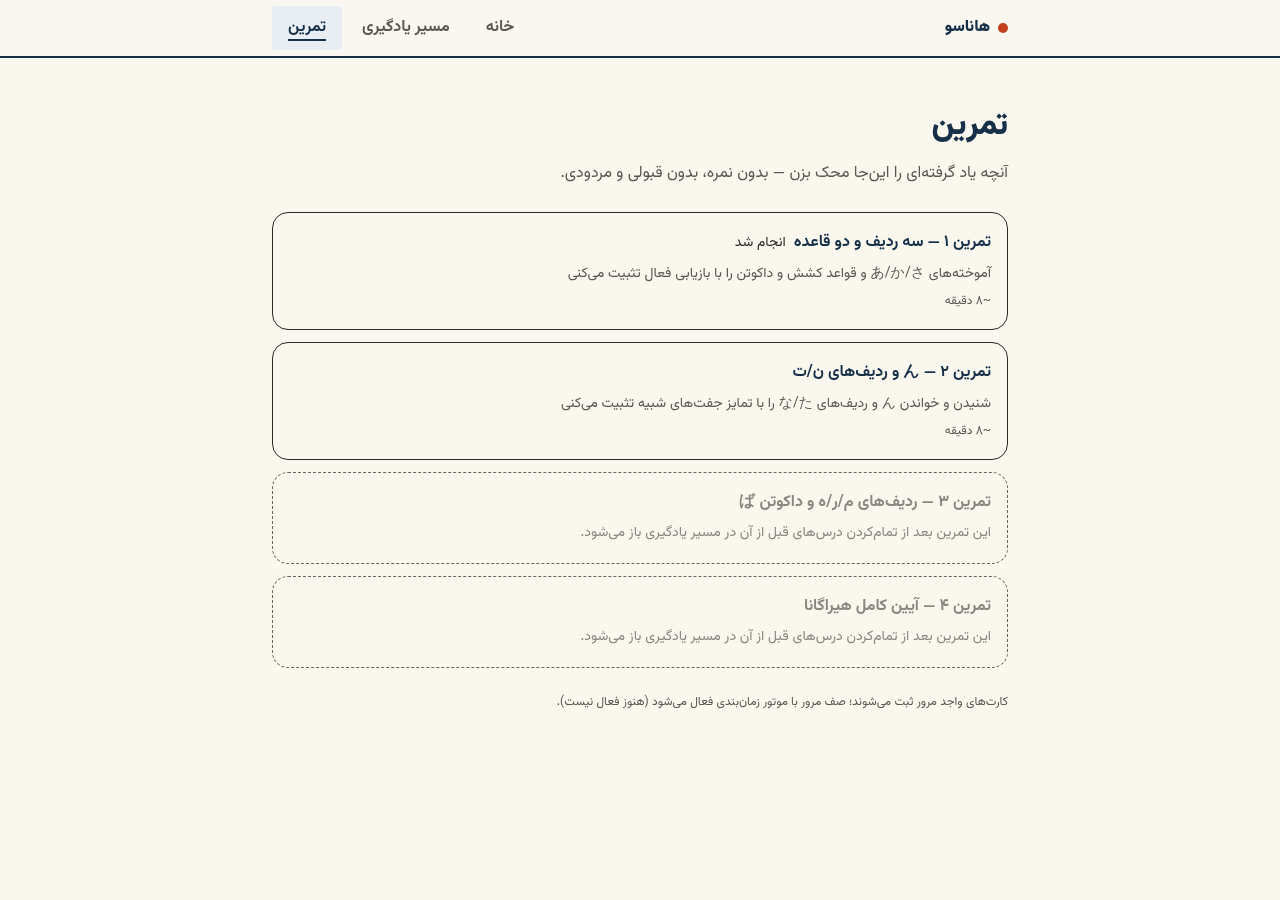 هاناسو
خانه
مسیر یادگیری
تمرین
تمرین
آنچه یاد گرفته‌ای را این‌جا محک بزن — بدون نمره، بدون قبولی و مردودی.
تمرین ۱ — سه ردیف و دو قاعده انجام شد
آموخته‌های あ/か/さ و قواعد کشش و داکوتن را با بازیابی فعال تثبیت می‌کنی
~۸ دقیقه
تمرین ۲ — ん و ردیف‌های ن/ت
شنیدن و خواندن ん و ردیف‌های な/た را با تمایز جفت‌های شبیه تثبیت می‌کنی
~۸ دقیقه
تمرین ۳ — ردیف‌های م/ر/ه و داکوتن ば
این تمرین بعد از تمام‌کردن درس‌های قبل از آن در مسیر یادگیری باز می‌شود.
تمرین ۴ — آیین کامل هیراگانا
این تمرین بعد از تمام‌کردن درس‌های قبل از آن در مسیر یادگیری باز می‌شود.
کارت‌های واجد مرور ثبت می‌شوند؛ صف مرور با موتور زمان‌بندی فعال می‌شود (هنوز فعال نیست).